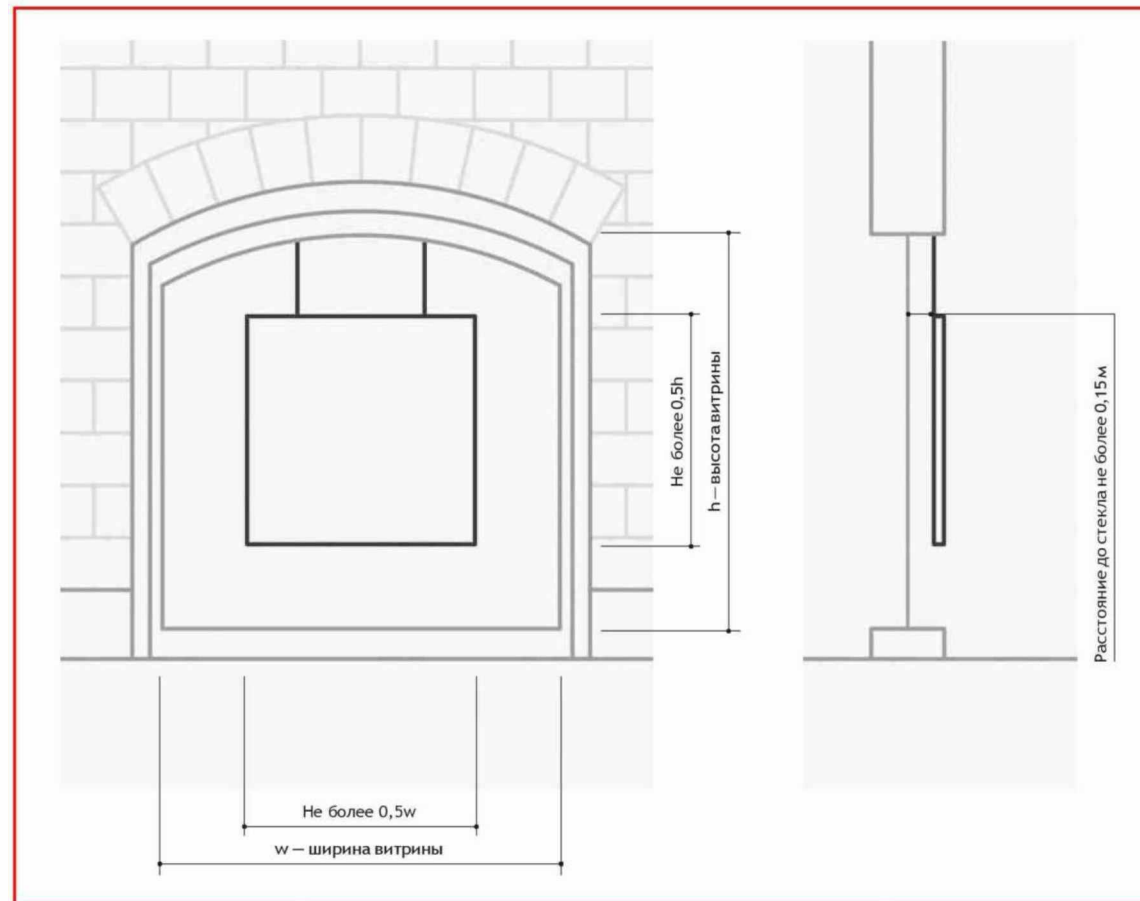 Не более 0,5h
h — высота витрины
Расстояние до стекла не более 0,15 м
Не более 0,5w
w — ширина витрины